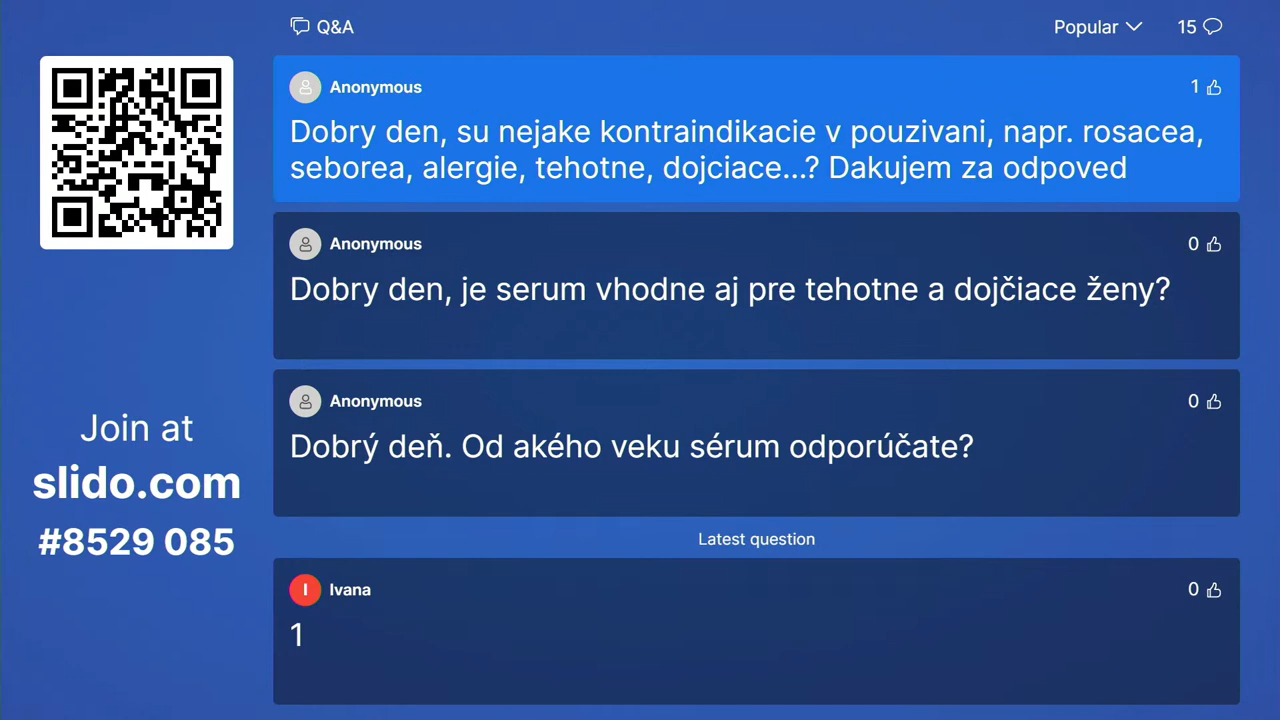 Q&A
Popular
15
Anonymous
1
Dobry den, su nejake kontraindikacie v pouzivani, napr. rosacea,
seborea, alergie, tehotne, dojciace...? Dakujem za odpoved
Anonymous
0
Dobry den, je serum vhodne aj pre tehotne a dojčiace ženy?
Anonymous
0
Dobrý deň. Od akého veku sérum odporúčate?
Join at
slido.com
#8529 085
Latest question
I
Ivana
0
1